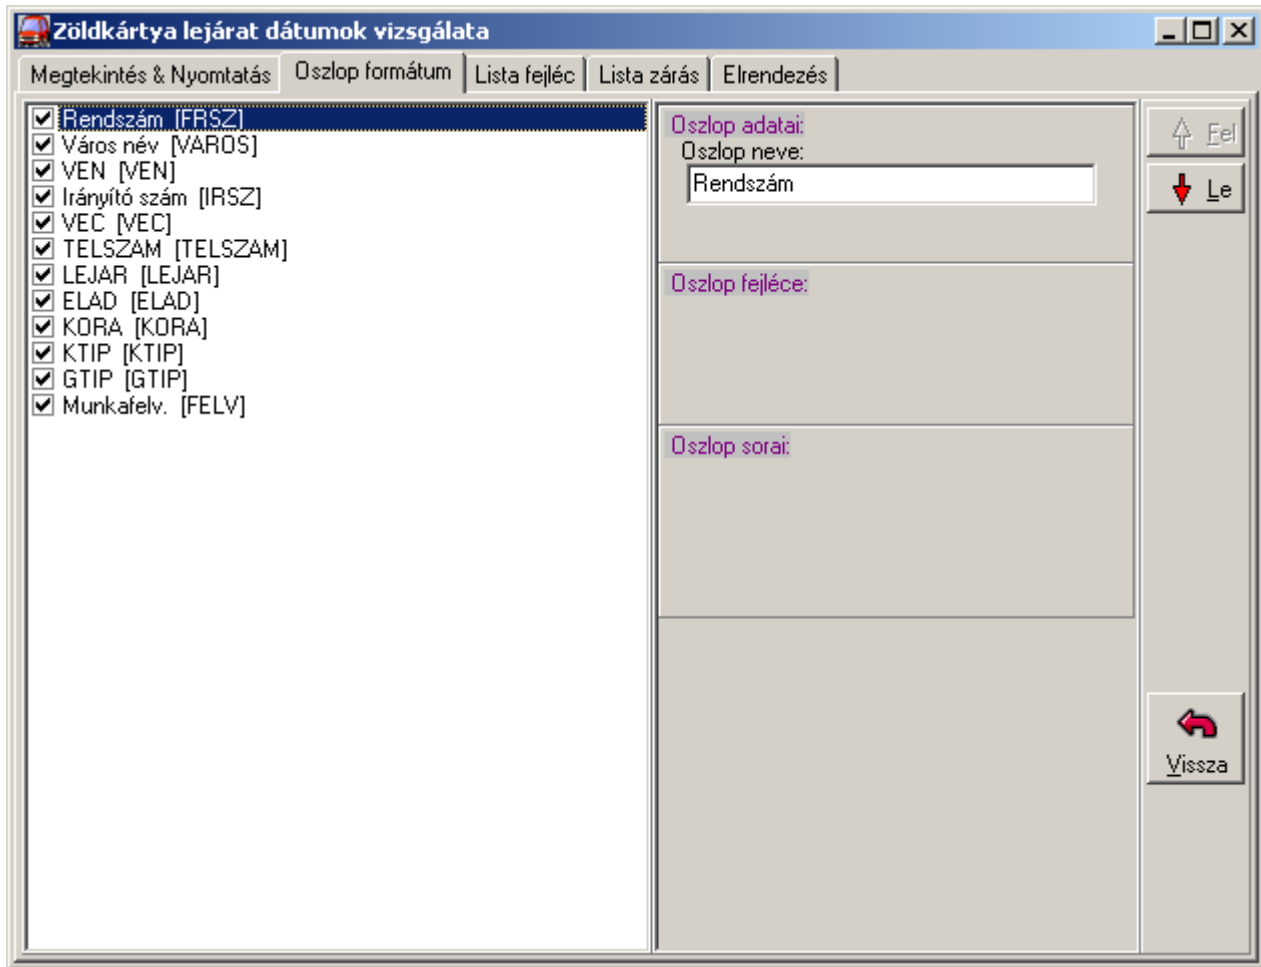 Zöldkártya lejárat dátumok vizsgálata
Megtekintés & Nyomtatás
Oszlop formátum
Lista fejléc
Lista zárás
Elrendezés
Rendszám [FRSZ]
Város név [VAROS]
VEN [VEN]
Irányító szám [IRSZ]
VEC [VEC]
TELSZAM [TELSZAM]
LEJAR [LEJAR]
ELAD [ELAD]
KORA [KORA]
KTIP [KTIP]
GTIP [GTIP]
Munkafelv. [FELV]
Oszlop adatai:
Oszlop neve:
Rendszám
Oszlop fejléce:
Oszlop sorai:
Fel
Le
Vissza